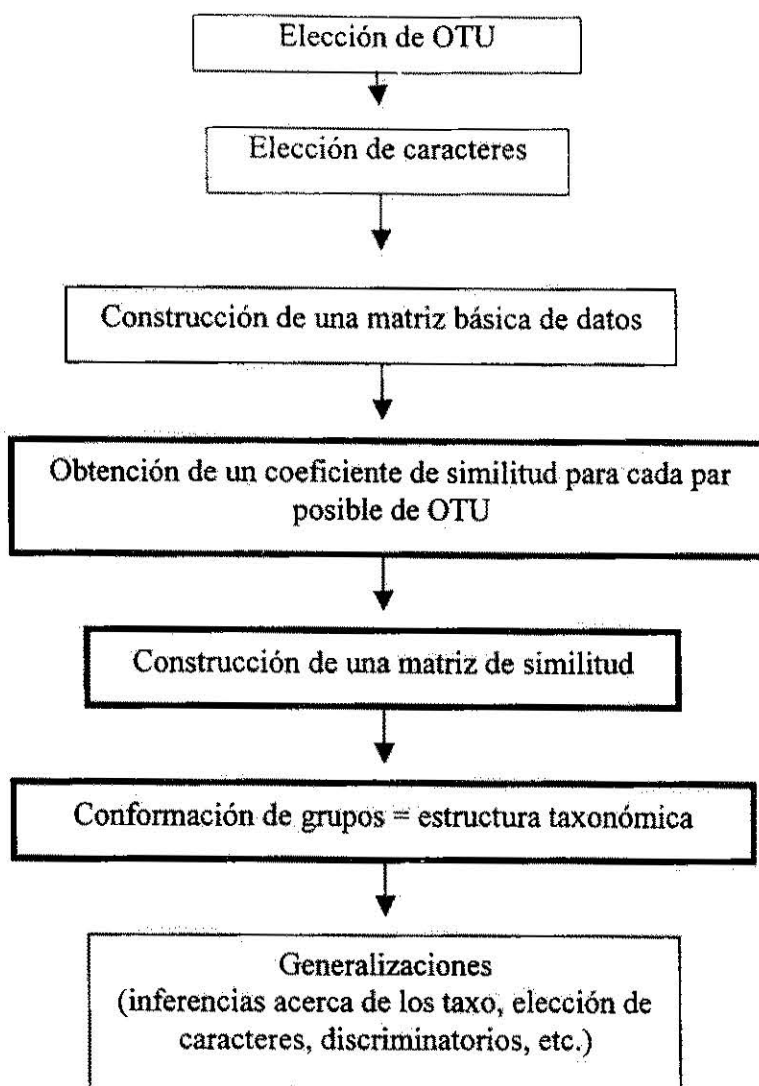 Elección de OTU
Elección de caracteres
Construcción de una matriz básica de datos
Obtención de un coeficiente de similitud para cada par
posible de OTU
Construcción de una matriz de similitud
Conformación de grupos = estructura taxonómica
Generalizaciones
(inferencias acerca de los taxo, elección de
caracteres, discriminatorios, etc.)